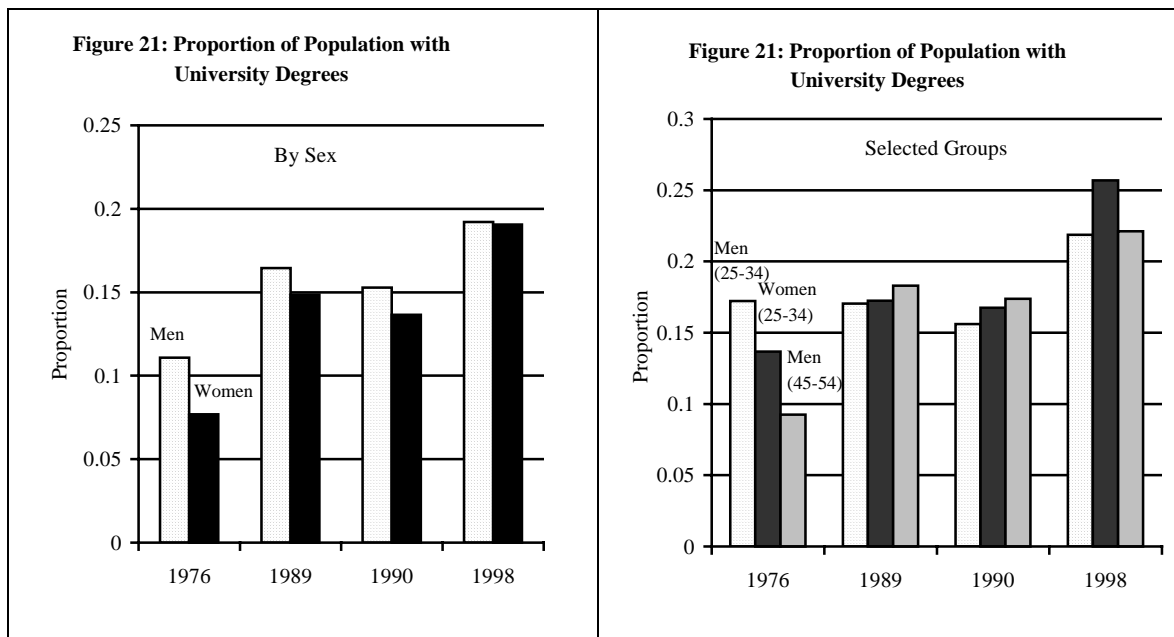 Figure 21: Proportion of Population with
University Degrees
By Sex
Proportion
0.25
0.2
0.15
0.1
0.05
0
Men
Women
1976 1989 1990 1998
Figure 21: Proportion of Population with
University Degrees
Selected Groups
Proportion
0.3
0.25
0.2
0.15
0.1
0.05
0
Men
(25-34)
Women
(25-34)
Men
(45-54)
1976 1989 1990 1998